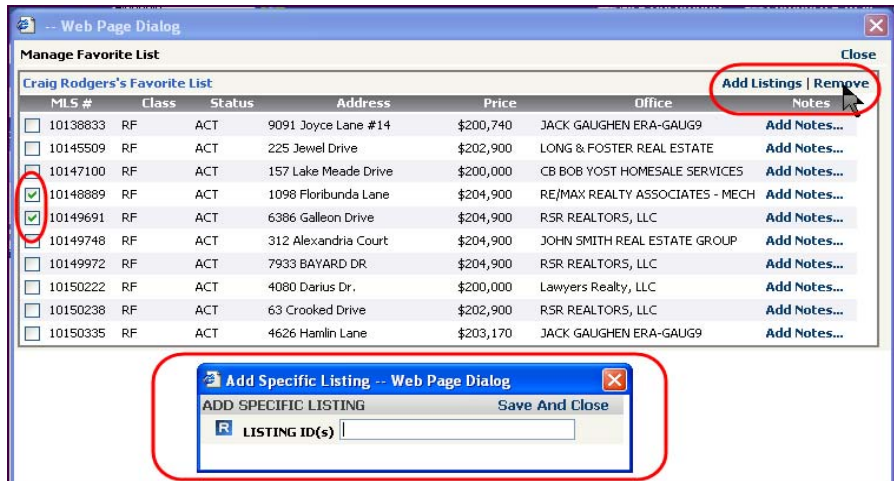 -- Web Page Dialog
Manage Favorite List Close
Craig Rodgers's Favorite List Add Listings | Remove
MLS # Class Status Address Price Office Notes
10138833 RF ACT 9091 Joyce Lane #14 $200,740 JACK GAUGHEN ERA-GAUG9 Add Notes...
10145509 RF ACT 225 Jewel Drive $202,900 LONG & FOSTER REAL ESTATE Add Notes...
10147100 RF ACT 157 Lake Meade Drive $200,000 CB BOB YOST HOMESALE SERVICES Add Notes...
10148889 RF ACT 1098 Floribunda Lane $204,900 RE/MAX REALTY ASSOCIATES - MECH Add Notes...
10149691 RF ACT 6386 Galleon Drive $204,900 RSR REALTORS, LLC Add Notes...
10149748 RF ACT 312 Alexandria Court $204,900 JOHN SMITH REAL ESTATE GROUP Add Notes...
10149972 RF ACT 7933 BAYARD DR $204,900 RSR REALTORS, LLC Add Notes...
10150222 RF ACT 4080 Darius Dr. $200,000 Lawyers Realty, LLC Add Notes...
10150238 RF ACT 63 Crooked Drive $202,900 RSR REALTORS, LLC Add Notes...
10150335 RF ACT 4626 Hamlin Lane $203,170 JACK GAUGHEN ERA-GAUG9 Add Notes...
Add Specific Listing -- Web Page Dialog
ADD SPECIFIC LISTING Save And Close
R LISTING ID(s)